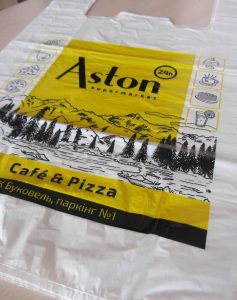 24h
Aston
supermarket
Café & Pizza
К Буковель, паркінг №1